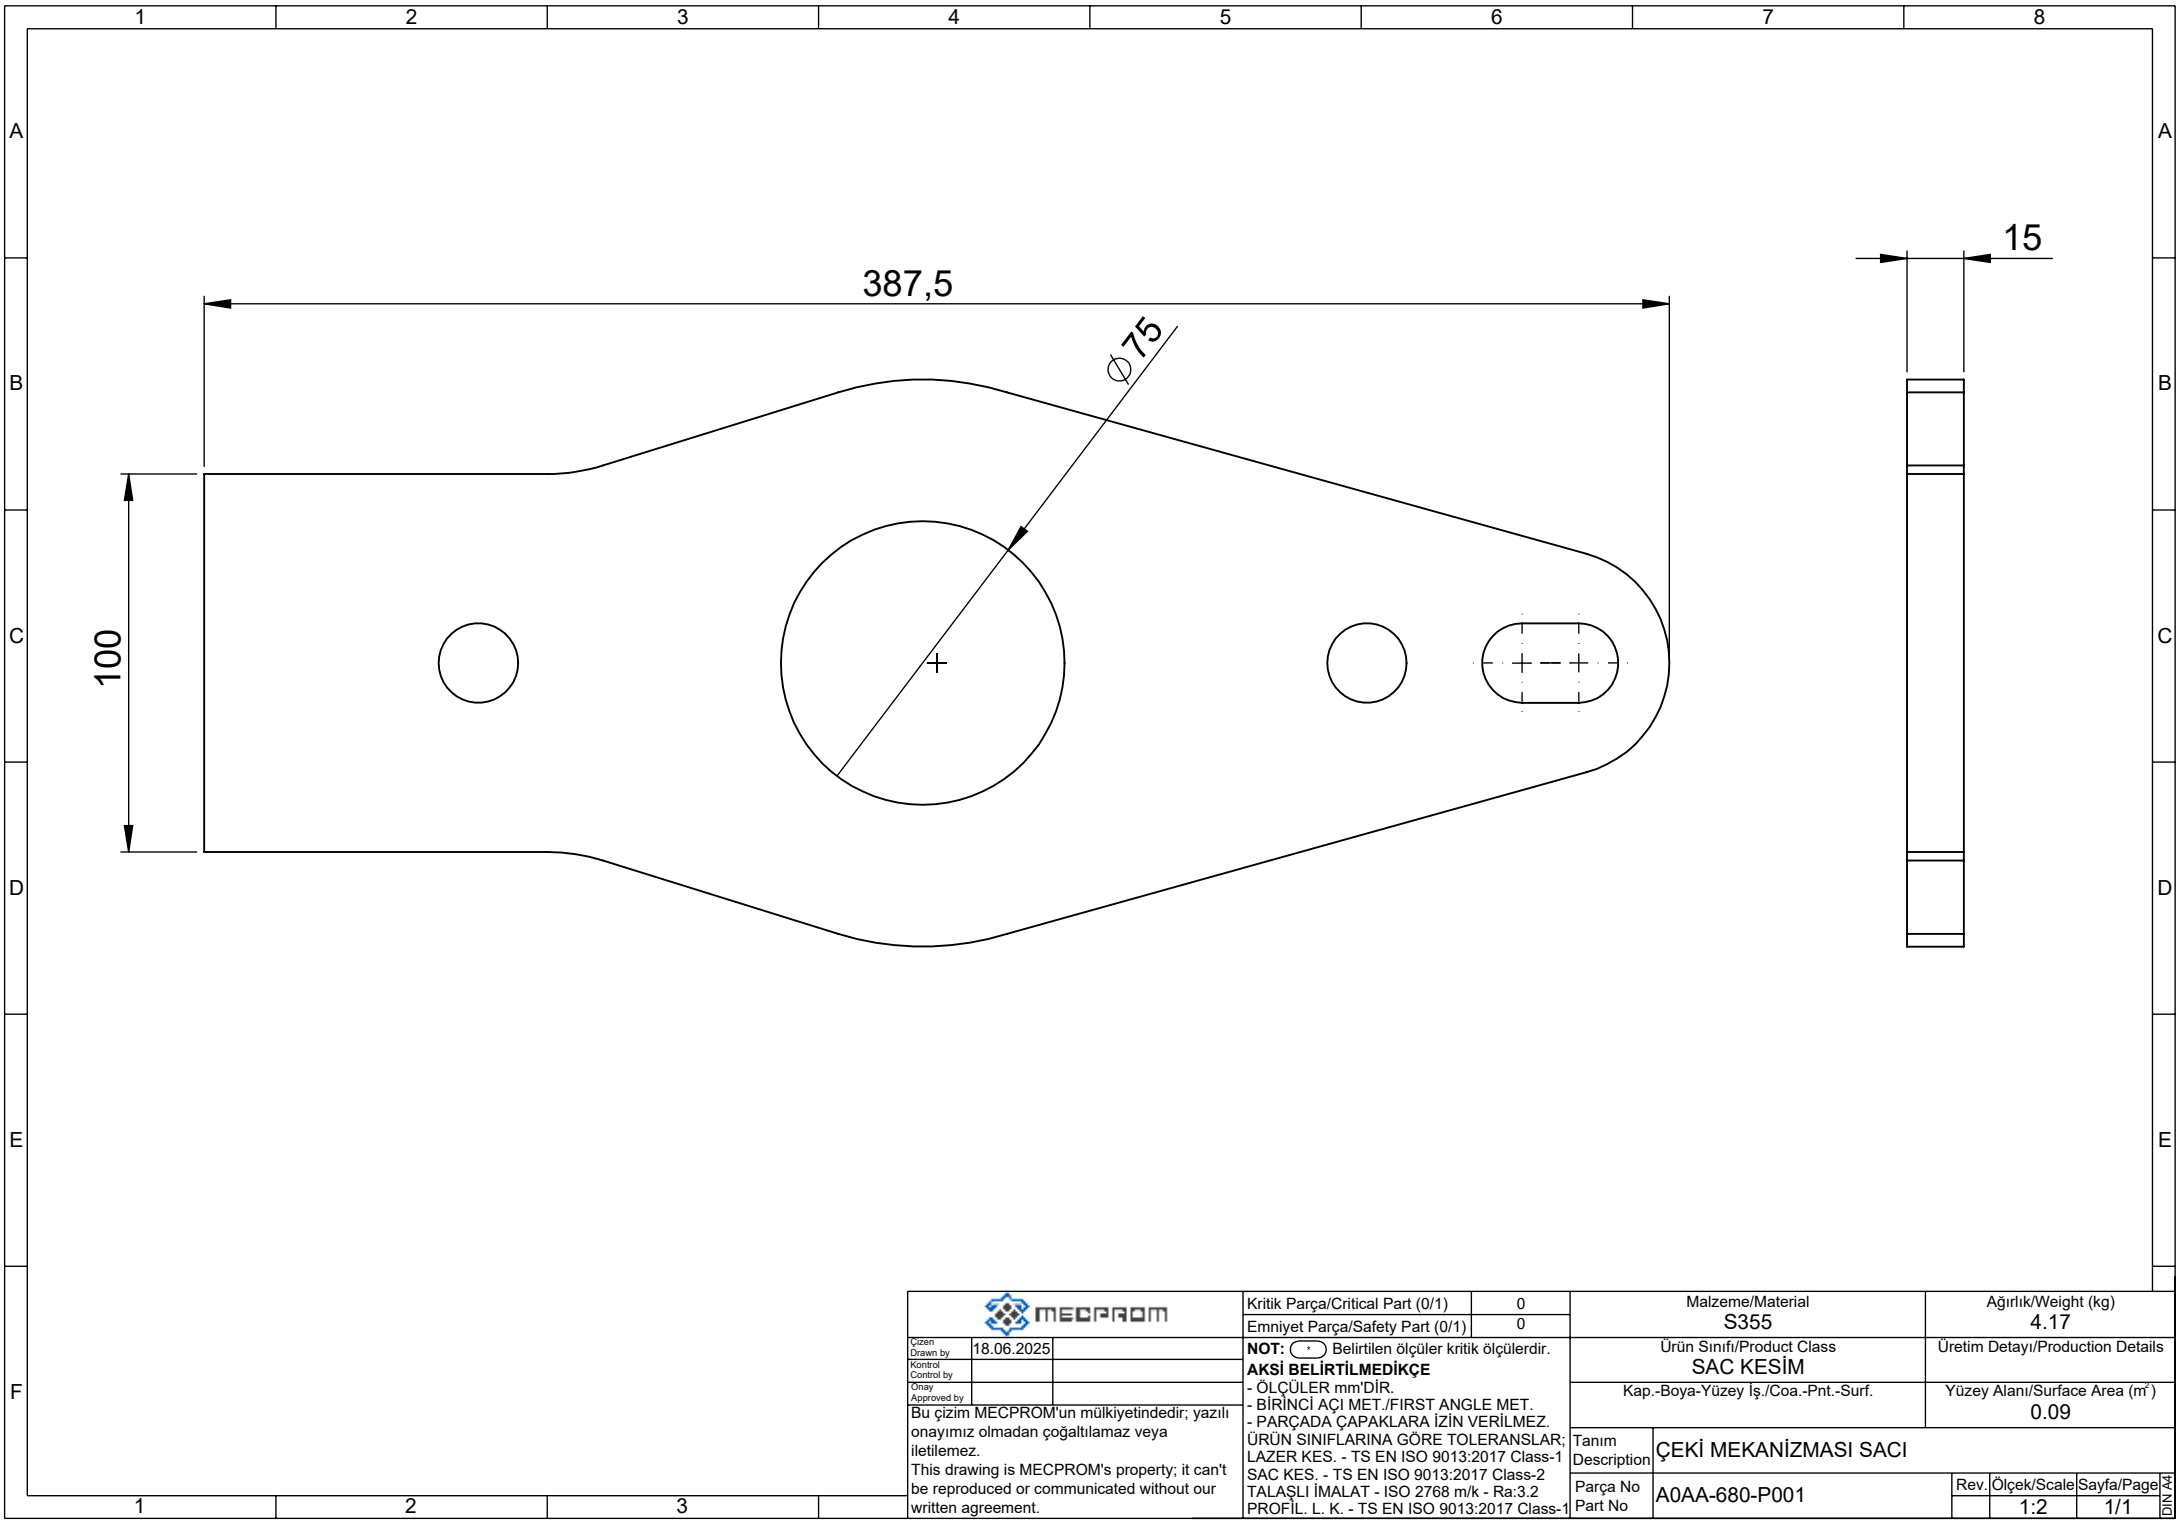 1 2 3 4 5 6 7 8
A A
B B
C C
D D
E E
F
1 2 3
387,5
15
Ø 75
100
MECPROM
Çizen
Drawn by
18.06.2025
Kontrol
Control by
Onay
Approved by
Bu çizim MECPROM'un mülkiyetindedir; yazılı
onayımız olmadan çoğaltılamaz veya
iletilemez.
This drawing is MECPROM's property; it can't
be reproduced or communicated without our
written agreement.
Kritik Parça/Critical Part (0/1) 0
Emniyet Parça/Safety Part (0/1) 0
NOT: * Belirtilen ölçüler kritik ölçülerdir.
AKSİ BELİRTİLMEDİKÇE
- ÖLÇÜLER mm'DİR.
- BİRİNCİ AÇI MET./FIRST ANGLE MET.
- PARÇADA ÇAPAKLARA İZİN VERİLMEZ.
ÜRÜN SINIFLARINA GÖRE TOLERANSLAR;
LAZER KES. - TS EN ISO 9013:2017 Class-1
SAC KES. - TS EN ISO 9013:2017 Class-2
TALAŞLI İMALAT - ISO 2768 m/k - Ra:3.2
PROFİL. L. K. - TS EN ISO 9013:2017 Class-1
Malzeme/Material
S355
Ağırlık/Weight (kg)
4.17
Ürün Sınıfı/Product Class
SAC KESİM
Üretim Detayı/Production Details
Kap.-Boya-Yüzey İş./Coa.-Pnt.-Surf.
Yüzey Alanı/Surface Area (m²)
0.09
Tanım
Description
ÇEKİ MEKANİZMASI SACI
Parça No
Part No
A0AA-680-P001
Rev. Ölçek/Scale Sayfa/Page
1:2 1/1
DIN A4